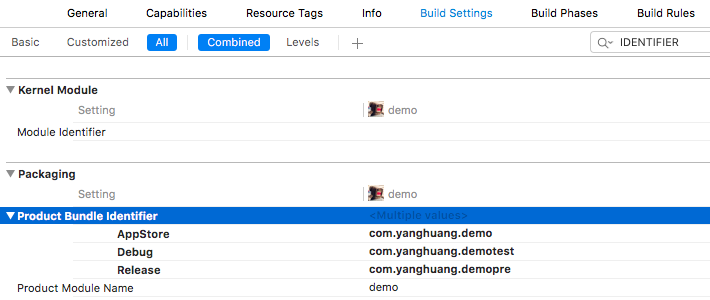 General Capabilities Resource Tags Info Build Settings Build Phases Build Rules
Basic Customized All Combined Levels + IDENTIFIER
Kernel Module
Setting demo
Module Identifier
Packaging
Setting demo
Product Bundle Identifier <Multiple values>
AppStore com.yanghuang.demo
Debug com.yanghuang.demotest
Release com.yanghuang.demopre
Product Module Name demo